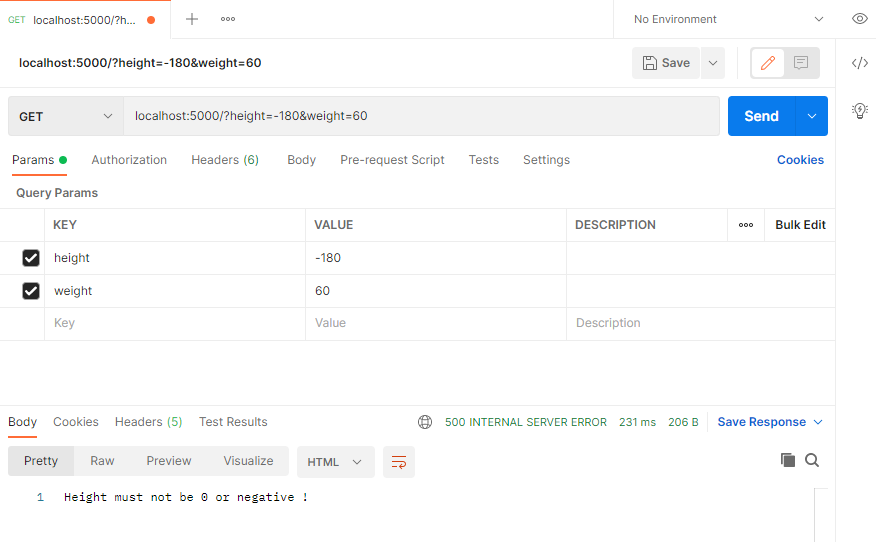 GET localhost:5000/?h...
No Environment
localhost:5000/?height=-180&weight=60
Save
GET localhost:5000/?height=-180&weight=60 Send
Params Authorization Headers (6) Body Pre-request Script Tests Settings Cookies
Query Params
KEY VALUE DESCRIPTION Bulk Edit
height -180
weight 60
Key Value Description
Body Cookies Headers (5) Test Results 500 INTERNAL SERVER ERROR 231 ms 206 B Save Response
Pretty Raw Preview Visualize HTML
1 Height must not be 0 or negative !